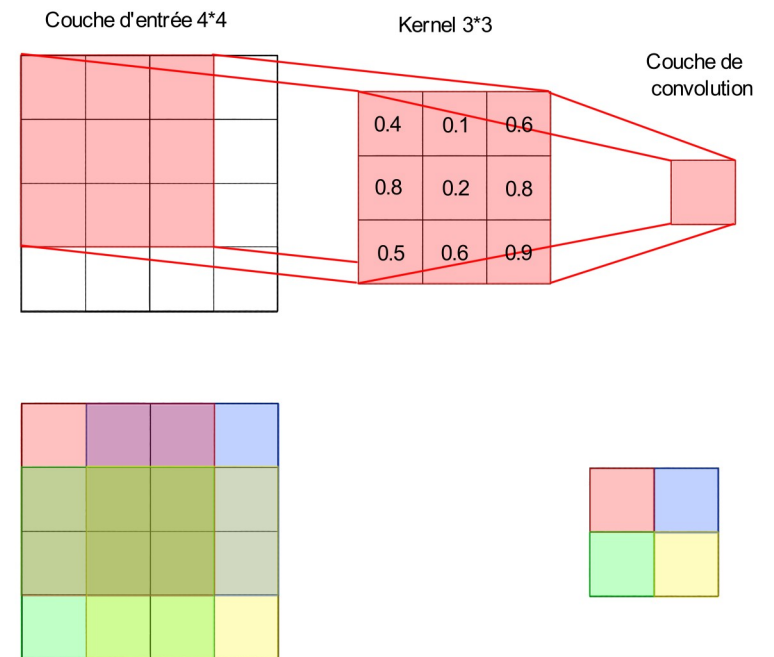 Couche d'entrée 4*4
Kernel 3*3
Couche de
convolution
0.4 0.1 0.6
0.8 0.2 0.8
0.5 0.6 0.9